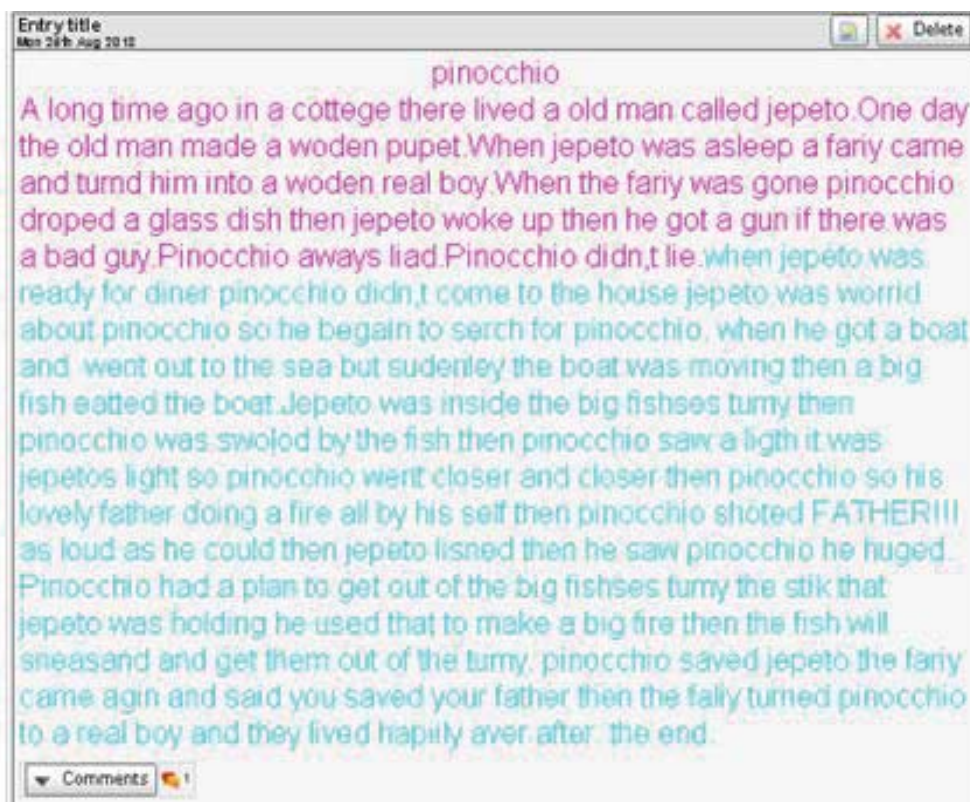 Entry title
Mon 26th Aug 2010
Delete
pinocchio
A long time ago in a cottege there lived a old man called jepeto.One day
the old man made a woden pupet.When jepeto was asleep a fariy came
and turnd him into a woden real boy.When the fariy was gone pinocchio
droped a glass dish then jepeto woke up then he got a gun if there was
a bad guy.Pinocchio aways liad.Pinocchio didn,t lie.when jepeto was
ready for diner pinocchio didn,t come to the house jepeto was worrid
about pinocchio so he begain to serch for pinocchio. when he got a boat
and went out to the sea but sudenley the boat was moving then a big
fish eatted the boat.Jepeto was inside the big fishses tumy then
pinocchio was swolod by the fish then pinocchio saw a ligth it was
jepetos light so pinocchio went closer and closer then pinocchio so his
lovely father doing a fire all by his self then pinocchio shoted FATHER!!!
as loud as he could then jepeto lisned then he saw pinocchio he huged.
Pinocchio had a plan to get out of the big fishses tumy the stik that
jepeto was holding he used that to make a big fire then the fish will
sneasand and get them out of the tumy. pinocchio saved jepeto the fariy
came agin and said you saved your father then the faliy turned pinocchio
to a real boy and they lived hapiily aver after. the end.
Comments 1